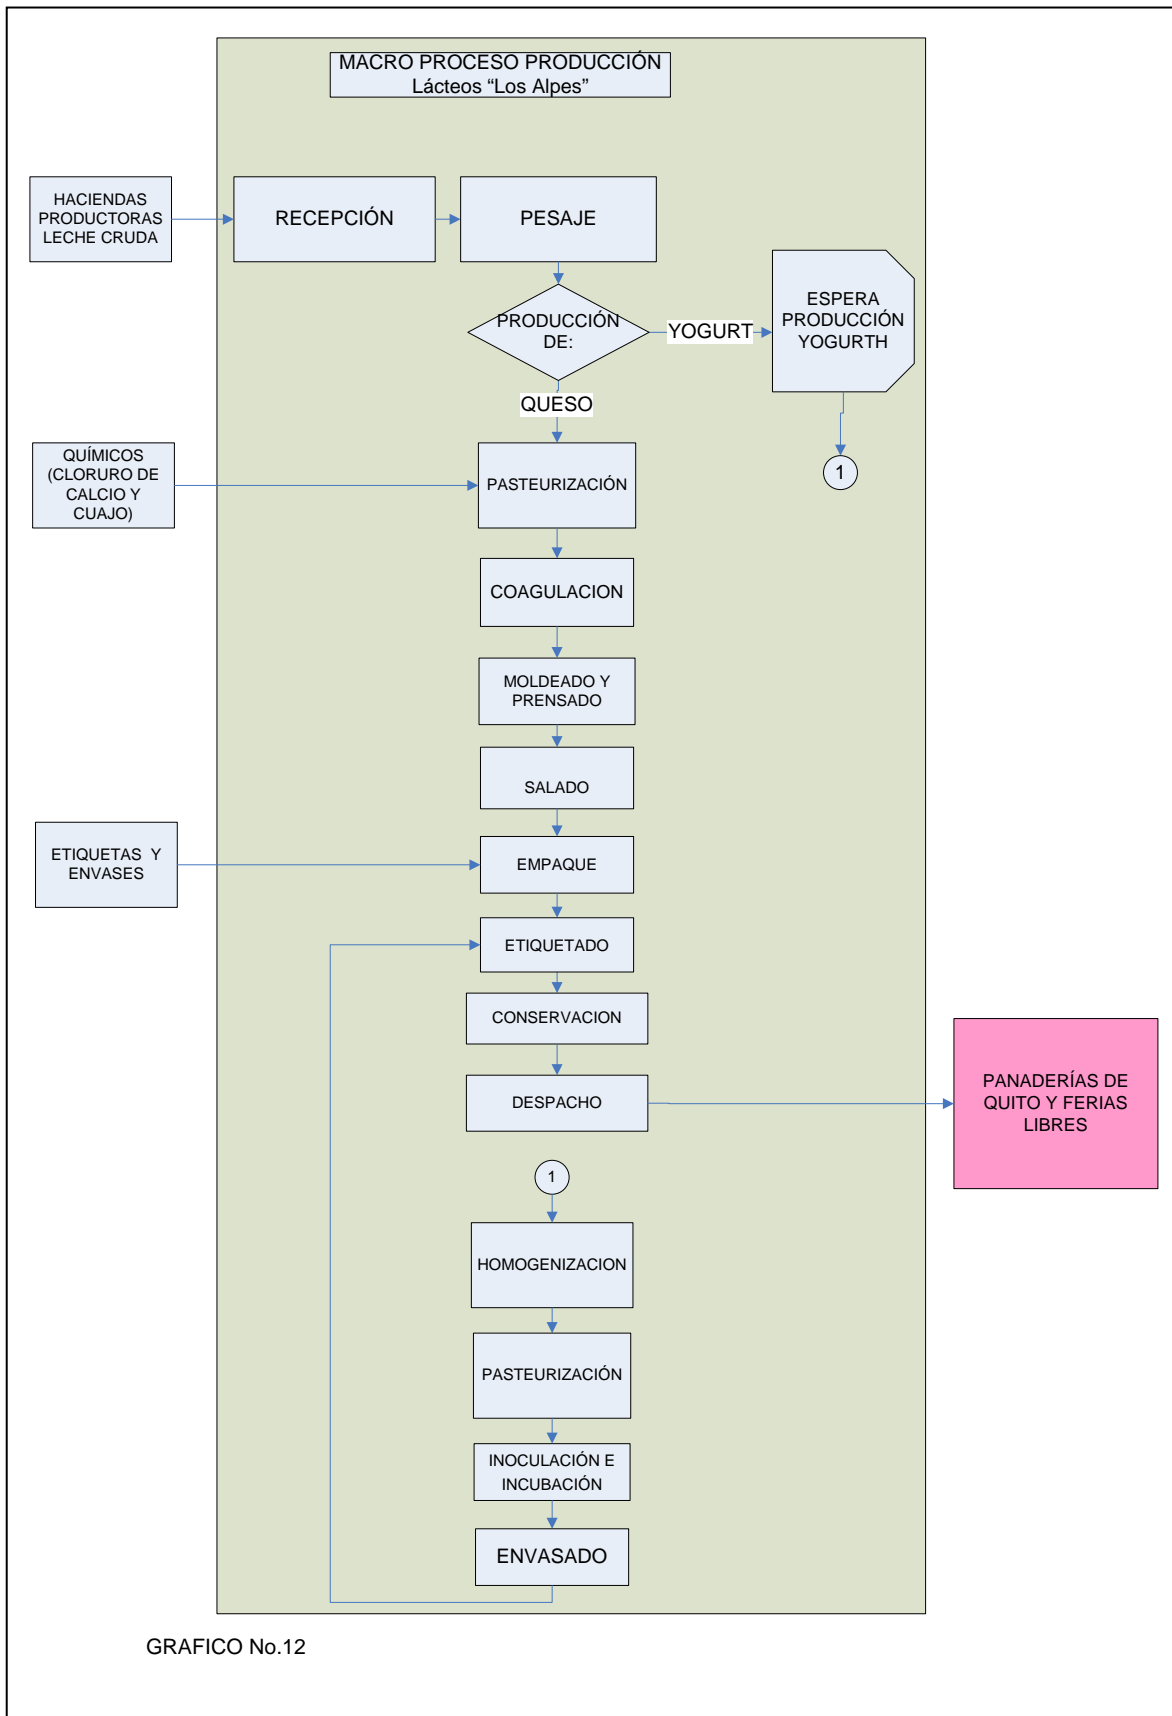 MACRO PROCESO PRODUCCIÓN
Lácteos “Los Alpes”
HACIENDAS
PRODUCTORAS
LECHE CRUDA
RECEPCIÓN
PESAJE
PRODUCCIÓN
DE:
YOGURT
ESPERA
PRODUCCIÓN
YOGURTH
QUESO
1
QUÍMICOS
(CLORURO DE
CALCIO Y
CUAJO)
PASTEURIZACIÓN
COAGULACION
MOLDEADO Y
PRENSADO
SALADO
ETIQUETAS Y
ENVASES
EMPAQUE
ETIQUETADO
CONSERVACION
DESPACHO
PANADERÍAS DE
QUITO Y FERIAS
LIBRES
1
HOMOGENIZACION
PASTEURIZACIÓN
INOCULACIÓN E
INCUBACIÓN
ENVASADO
GRAFICO No.12